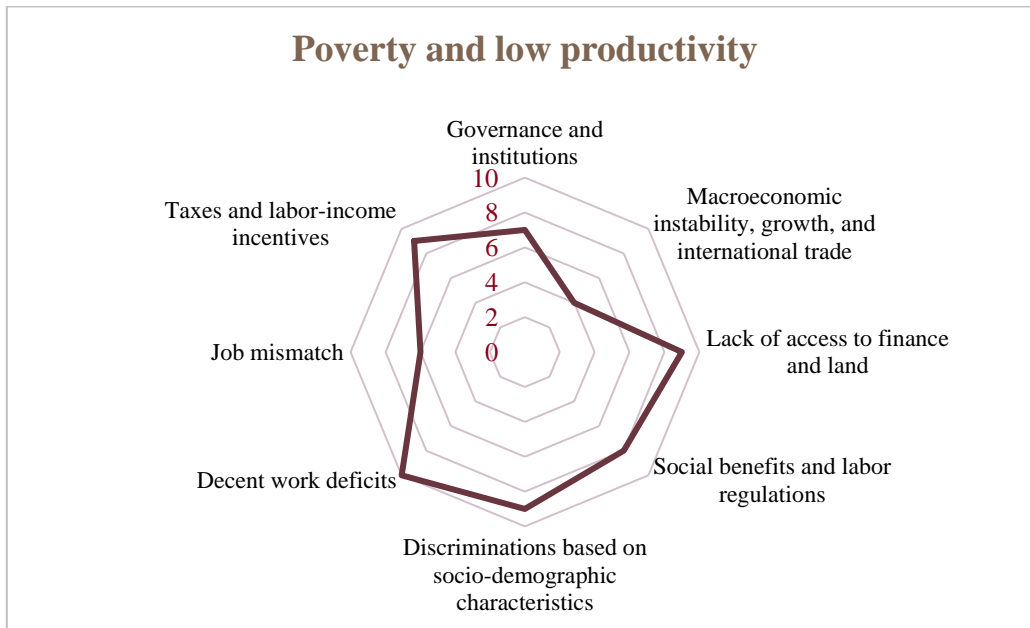 Poverty and low productivity
Governance and
institutions
Macroeconomic
instability, growth, and
international trade
Lack of access to finance
and land
Social benefits and labor
regulations
Discriminations based on
socio-demographic
characteristics
Decent work deficits
Job mismatch
Taxes and labor-income
incentives
10
8
6
4
2
0